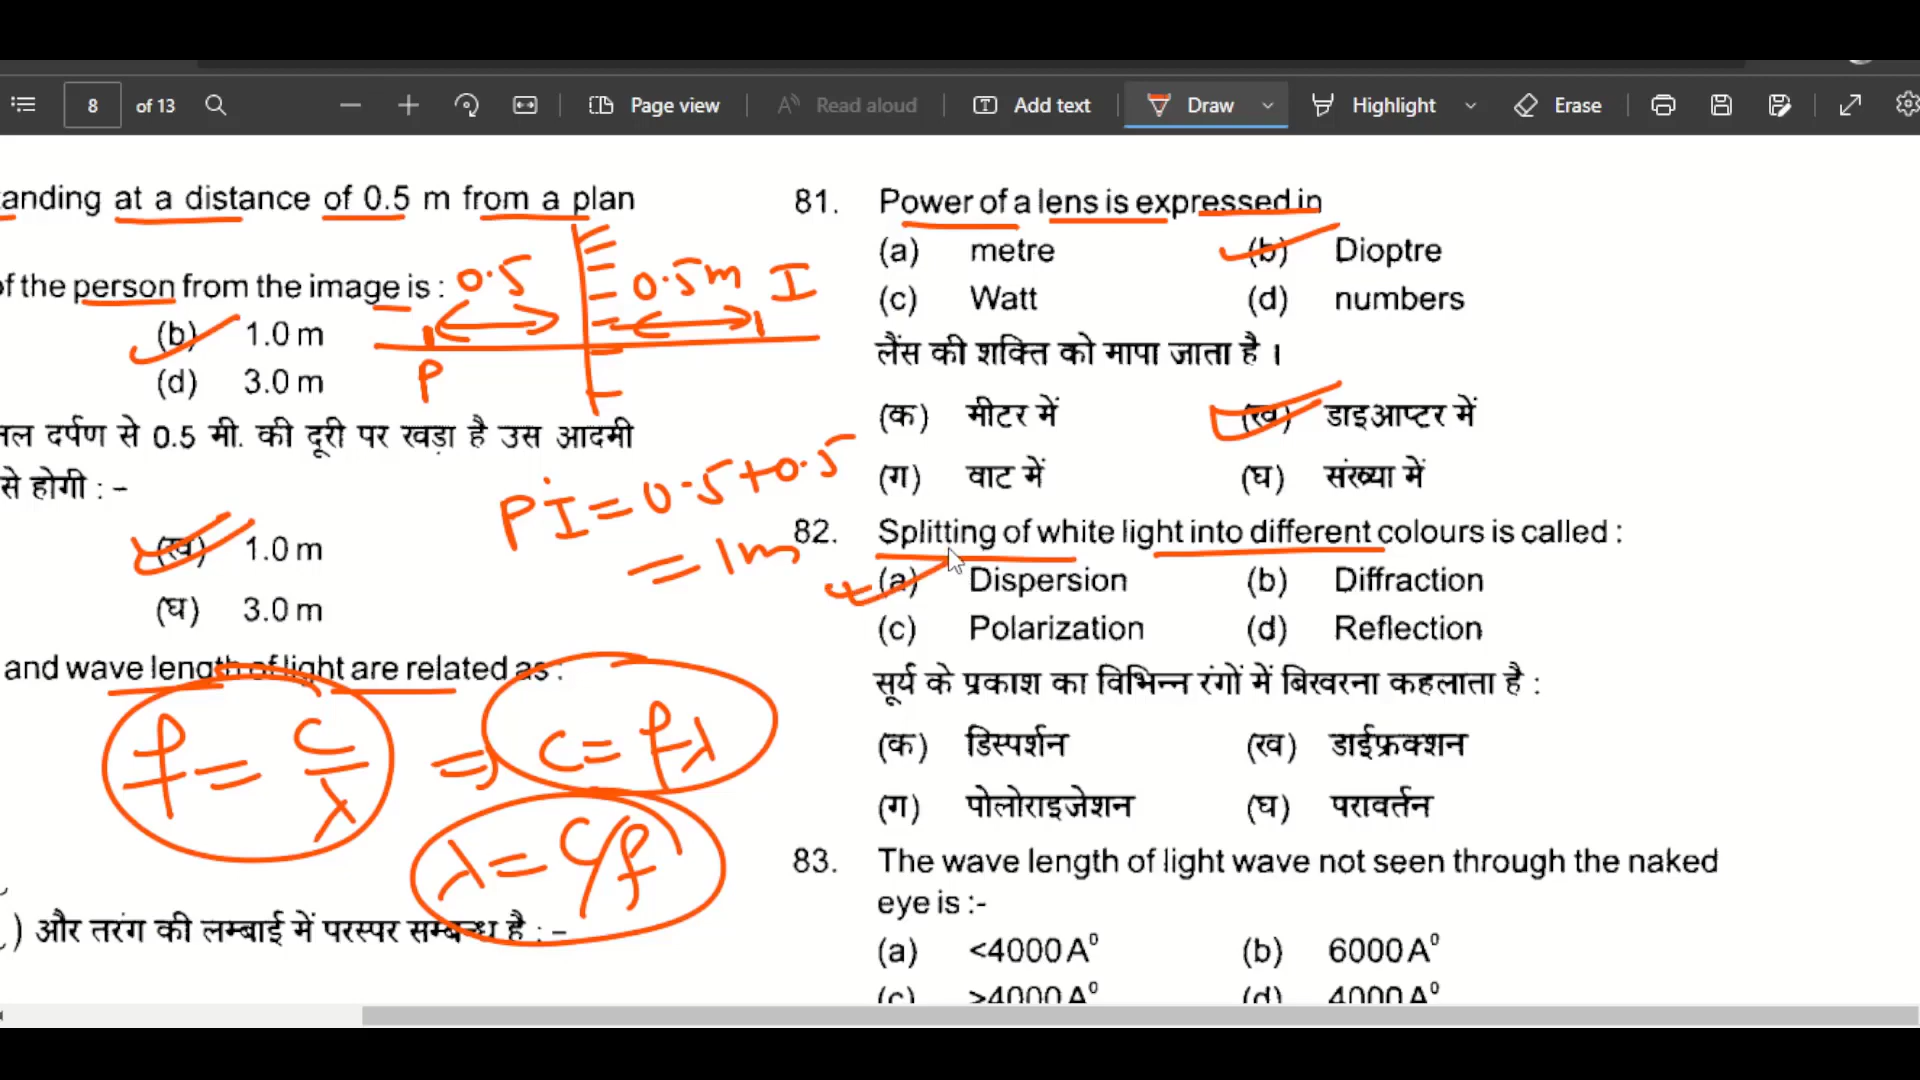 8 of 13 Page view Read aloud Add text Draw Highlight Erase
anding at a distance of 0.5 m from a plan
of the person from the image is :
0.5 0.5m I
(b) 1.0 m
P
(d) 3.0 m
नल दर्पण से 0.5 मी. की दूरी पर खड़ा है उस आदमी
से होगी : -
PI = 0.5+0.5
= 1m
(ख) 1.0 m
(घ) 3.0 m
and wave length of light are related as :
f = c/λ ⇒ c = fλ
λ = c/f
) और तरंग की लम्बाई में परस्पर सम्बन्ध है : -
81. Power of a lens is expressed in
(a) metre (b) Dioptre
(c) Watt (d) numbers
लैंस की शक्ति को मापा जाता है ।
(क) मीटर में (ख) डाइआप्टर में
(ग) वाट में (घ) संख्या में
82. Splitting of white light into different colours is called :
(a) Dispersion (b) Diffraction
(c) Polarization (d) Reflection
सूर्य के प्रकाश का विभिन्न रंगों में बिखरना कहलाता है :
(क) डिस्पर्शन (ख) डाईफ्रक्शन
(ग) पोलोराइजेशन (घ) परावर्तन
83. The wave length of light wave not seen through the naked
eye is :-
(a) <4000A⁰ (b) 6000A⁰
(c) >4000A⁰ (d) 4000A⁰